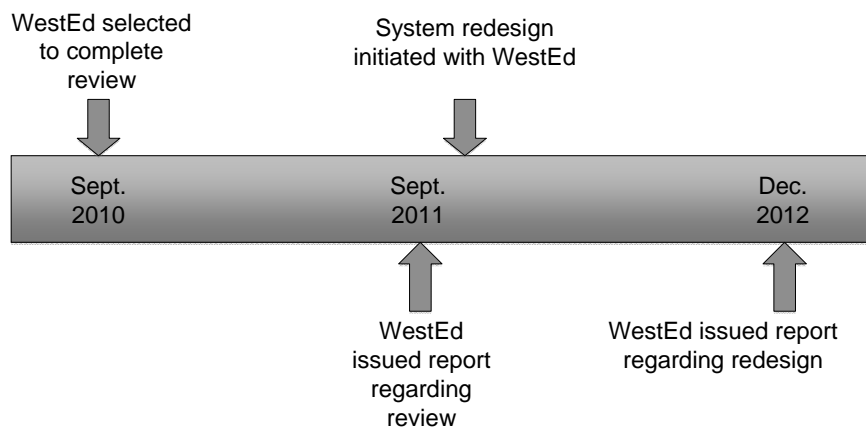 WestEd selected
to complete
review
System redesign
initiated with WestEd
Sept.
2010
Sept.
2011
Dec.
2012
WestEd
issued report
regarding
review
WestEd issued report
regarding redesign